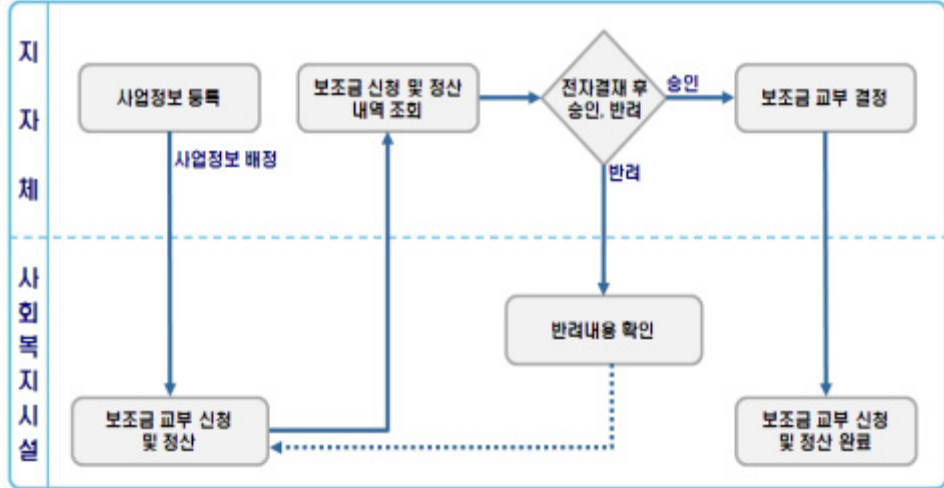 지자체
사업정보 등록
보조금 신청 및 정산
내역 조회
전자결재 후
승인, 반려
승인
보조금 교부 결정
사업정보 배정
반려
사회복지시설
반려내용 확인
보조금 교부 신청
및 정산
보조금 교부 신청
및 정산 완료